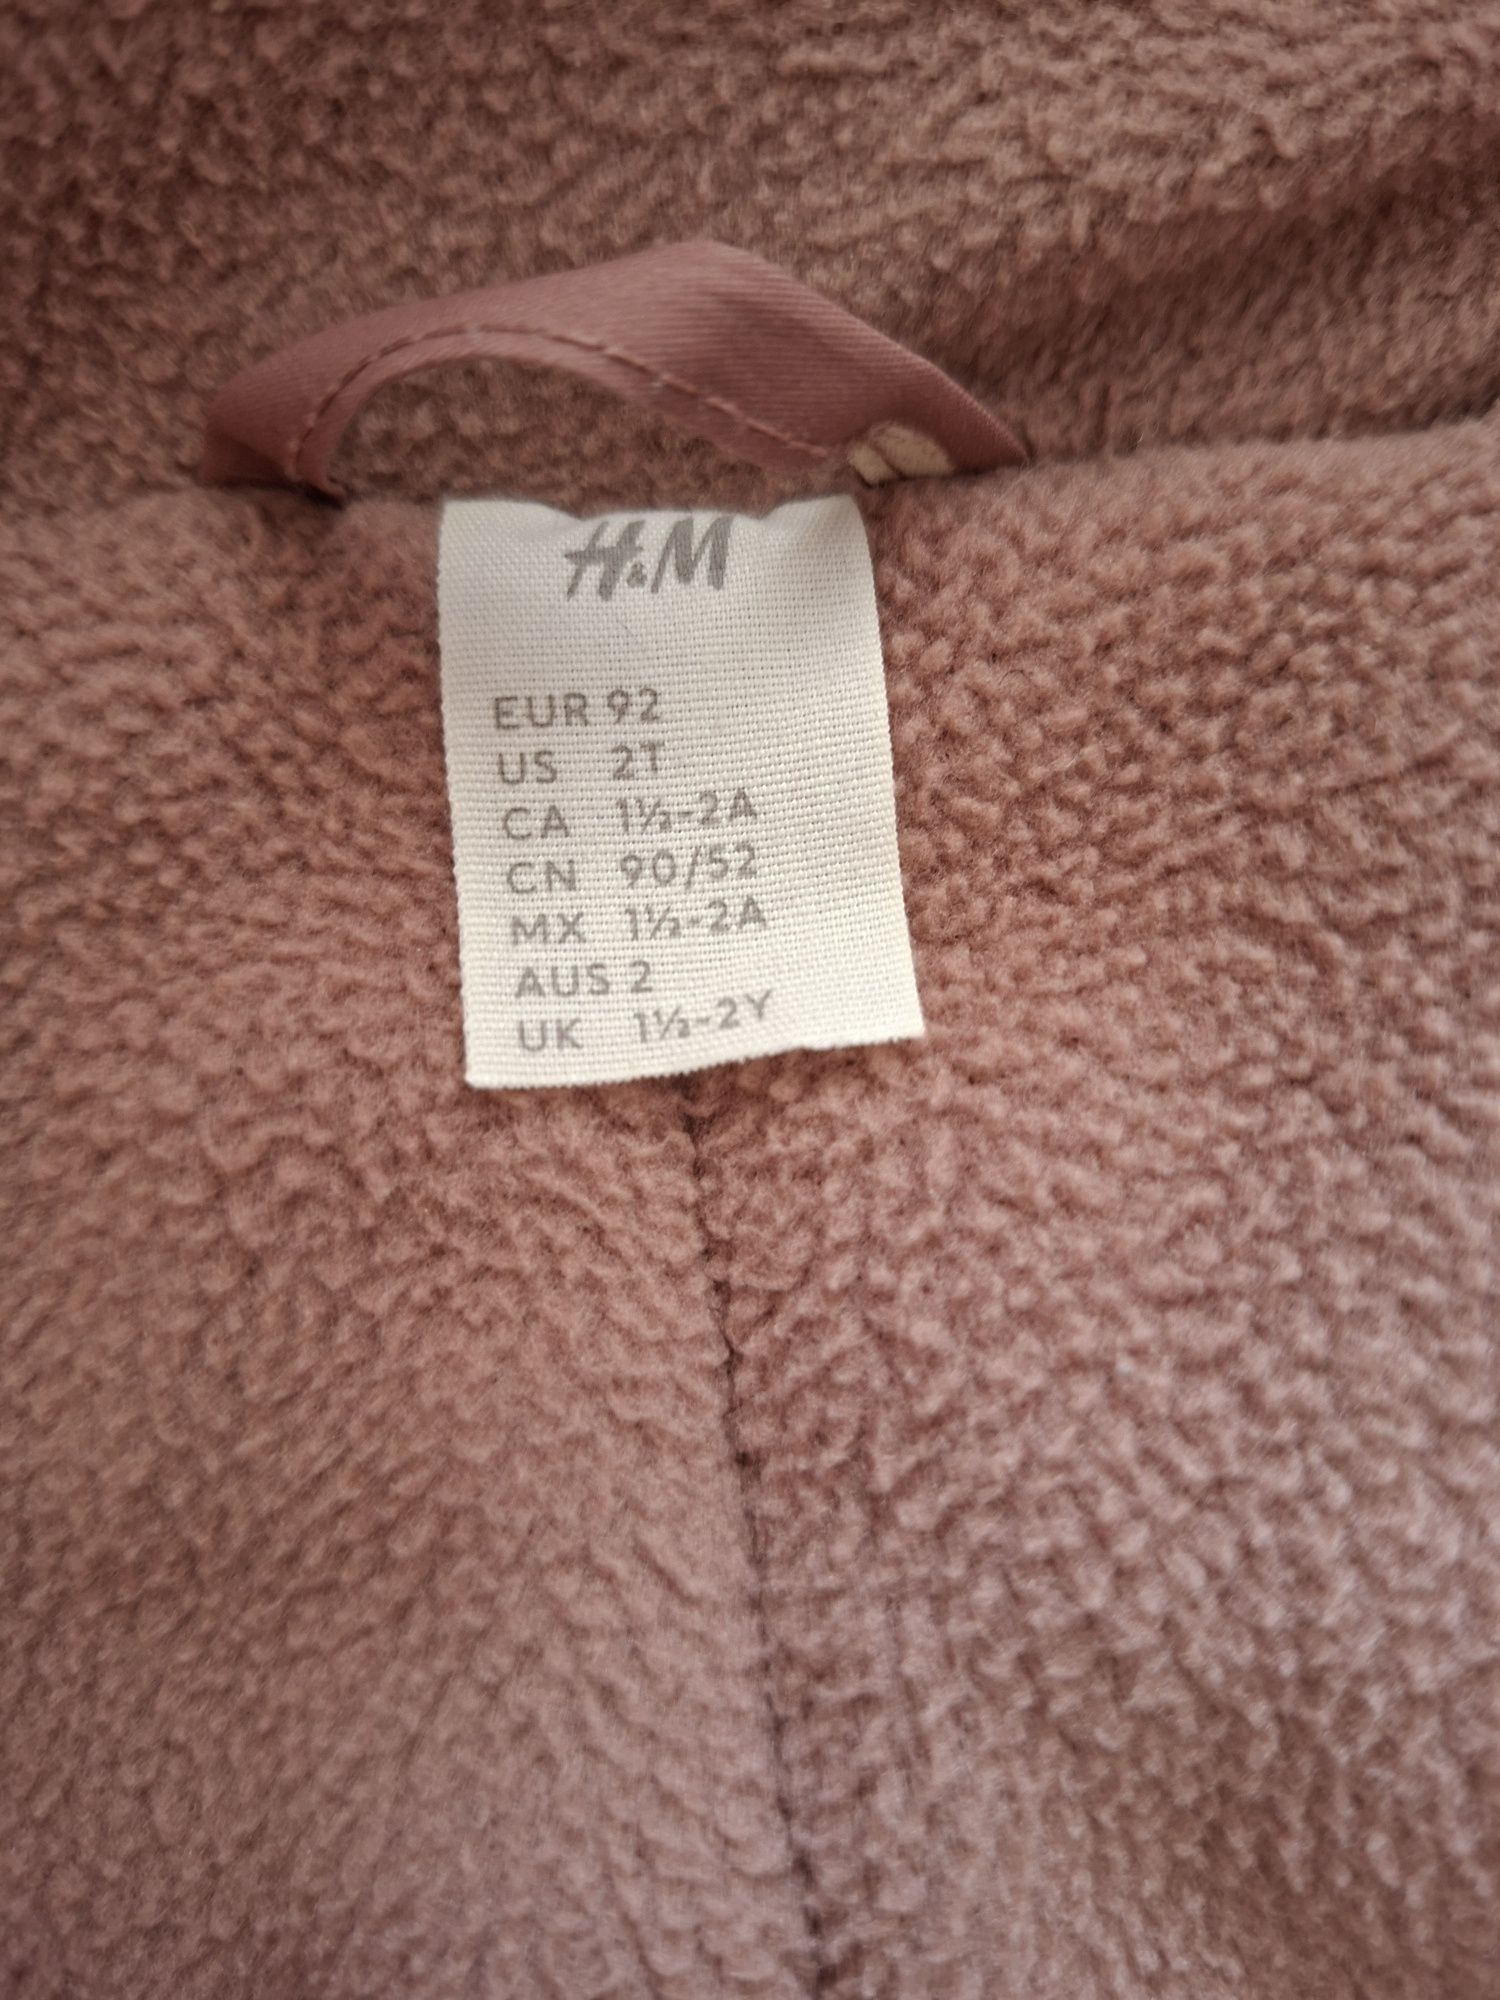 H&M
EUR 92
US 2T
CA 1½-2A
CN 90/52
MX 1½-2A
AUS 2
UK 1½-2Y